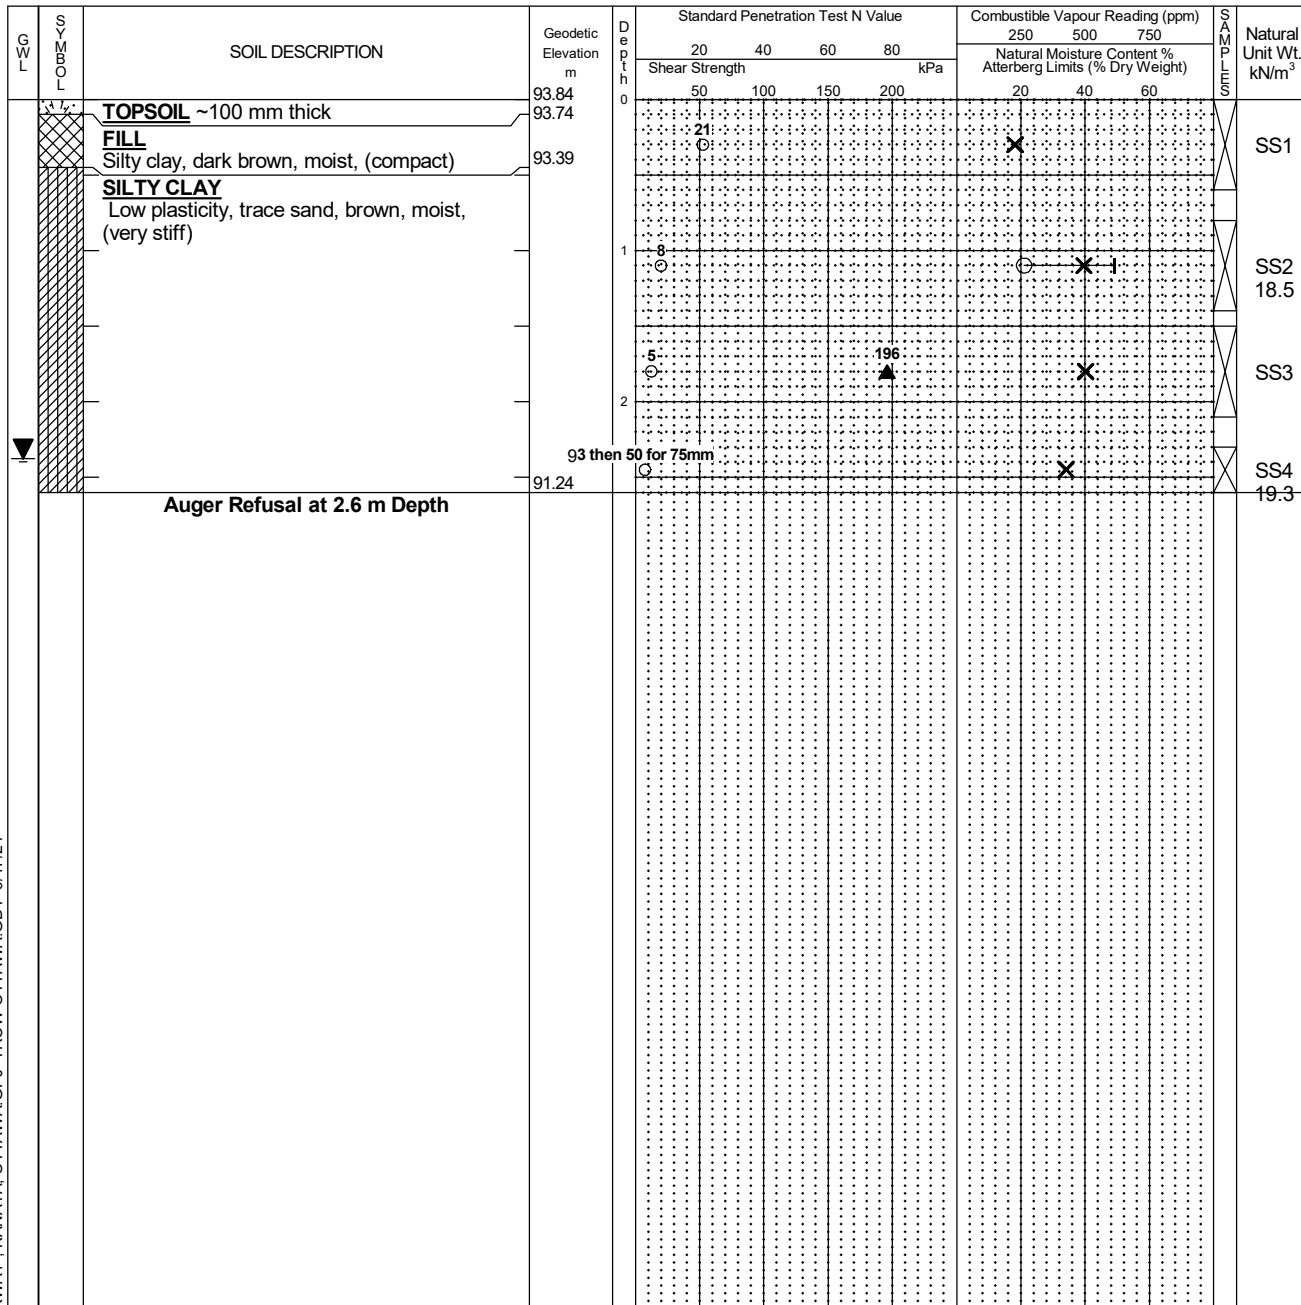 GWL
SYMBOL
SOIL DESCRIPTION
Geodetic
Elevation
m
Depth
Standard Penetration Test N Value
20 40 60 80
Shear Strength kPa
50 100 150 200
Combustible Vapour Reading (ppm)
250 500 750
Natural Moisture Content %
Atterberg Limits (% Dry Weight)
20 40 60
SAMPLES
Natural
Unit Wt.
kN/m³
93.84
0
TOPSOIL ~100 mm thick
93.74
FILL
Silty clay, dark brown, moist, (compact)
93.39
21
SS1
SILTY CLAY
Low plasticity, trace sand, brown, moist,
(very stiff)
1
8
SS2
18.5
5
196
SS3
2
93 then 50 for 75mm
SS4
91.24
19.3
Auger Refusal at 2.6 m Depth